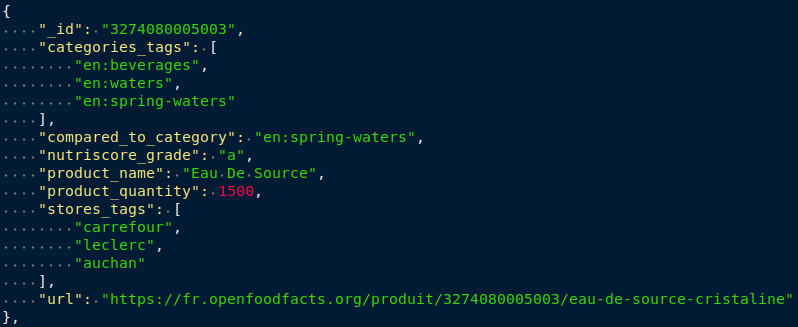 {
    "_id": "3274080005003",
    "categories_tags": [
        "en:beverages",
        "en:waters",
        "en:spring-waters"
    ],
    "compared_to_category": "en:spring-waters",
    "nutriscore_grade": "a",
    "product_name": "Eau De Source",
    "product_quantity": 1500,
    "stores_tags": [
        "carrefour",
        "leclerc",
        "auchan"
    ],
    "url": "https://fr.openfoodfacts.org/produit/3274080005003/eau-de-source-cristaline"
},